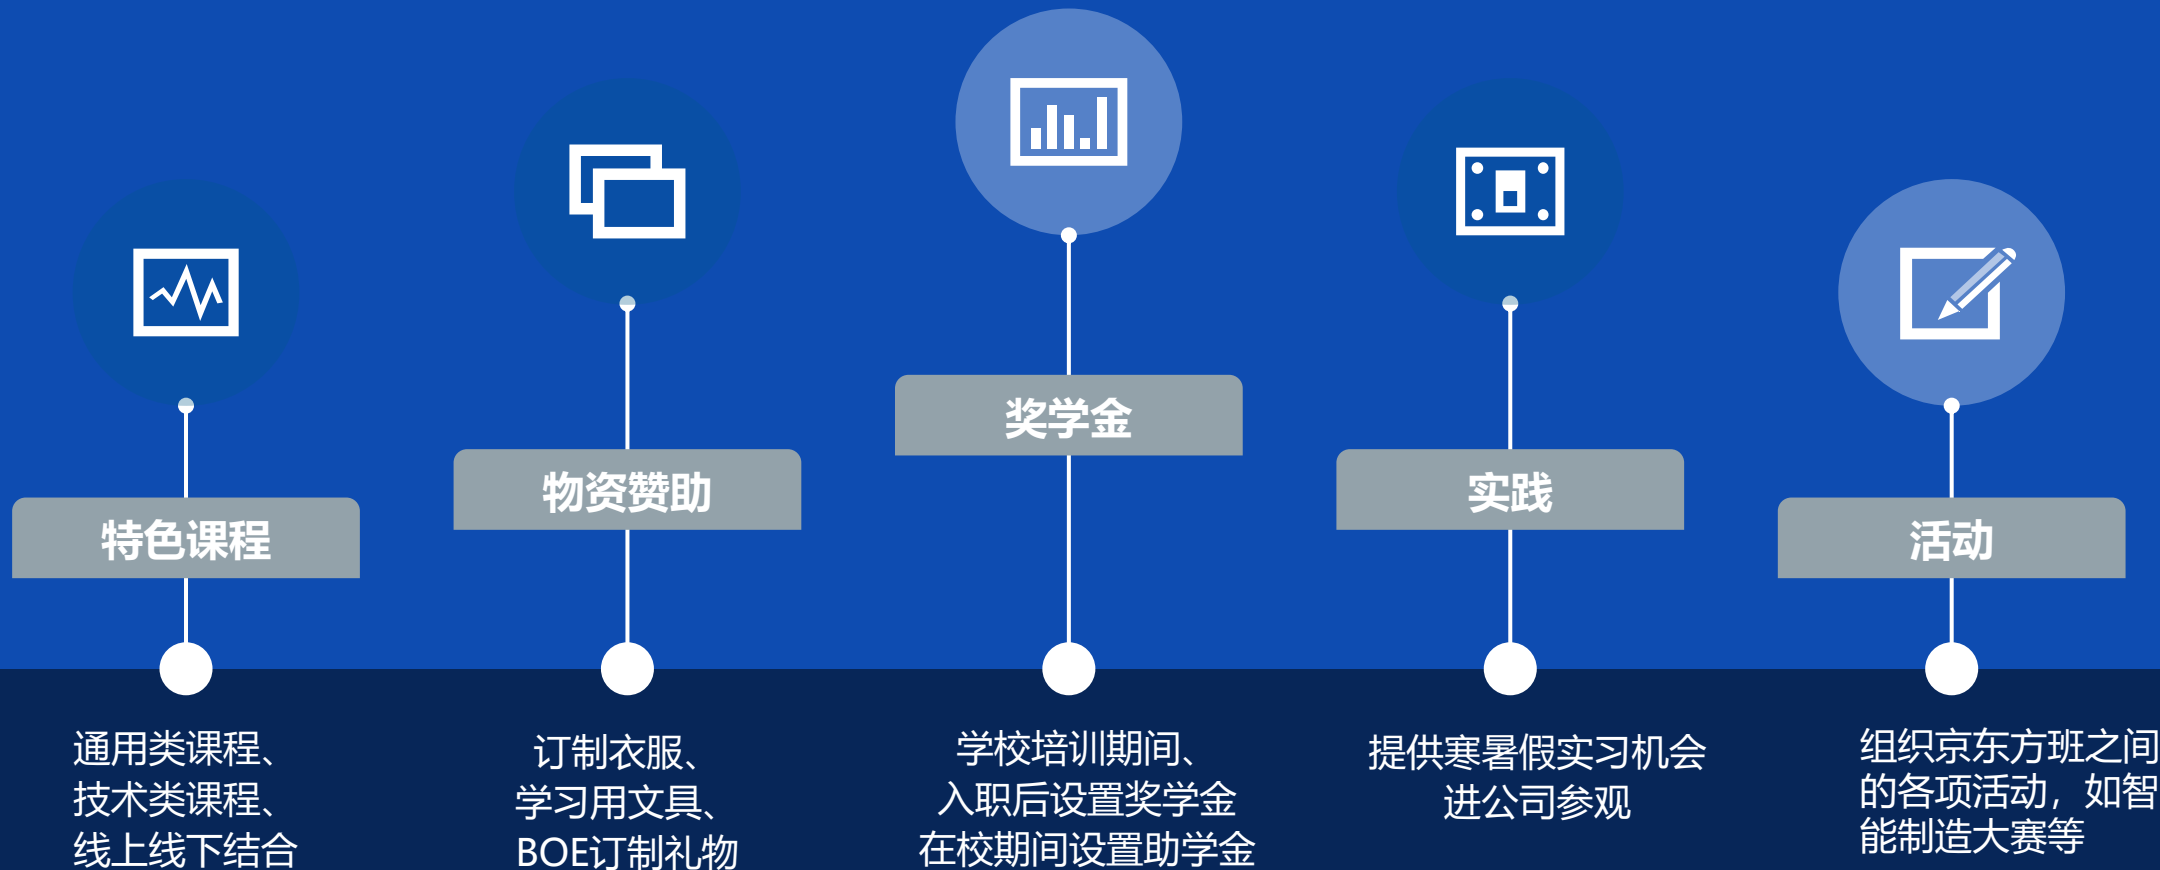 特色课程
通用类课程、
技术类课程、
线上线下结合
物资赞助
订制衣服、
学习用文具、
BOE订制礼物
奖学金
学校培训期间、
入职后设置奖学金
在校期间设置助学金
实践
提供寒暑假实习机会
进公司参观
活动
组织京东方班之间
的各项活动，如智
能制造大赛等